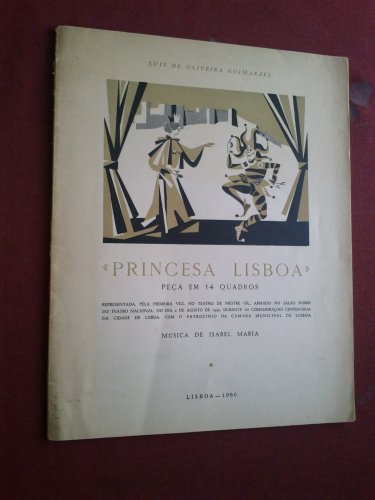 LUIS DE OLIVEIRA GUIMARÃES
«PRINCESA LISBOA»
PEÇA EM 14 QUADROS
REPRESENTADA, PELA PRIMEIRA VEZ, NO TEATRO DE MESTRE GIL, ARMADO NO SALÃO NOBRE
DO TEATRO NACIONAL, NO DIA 2 DE AGOSTO DE 1947, DURANTE AS COMEMORAÇÕES CENTENÁRIAS
DA CIDADE DE LISBOA, COM O PATROCÍNIO DA CÂMARA MUNICIPAL DE LISBOA
MÚSICA DE ISABEL MARIA
LISBOA — 1960